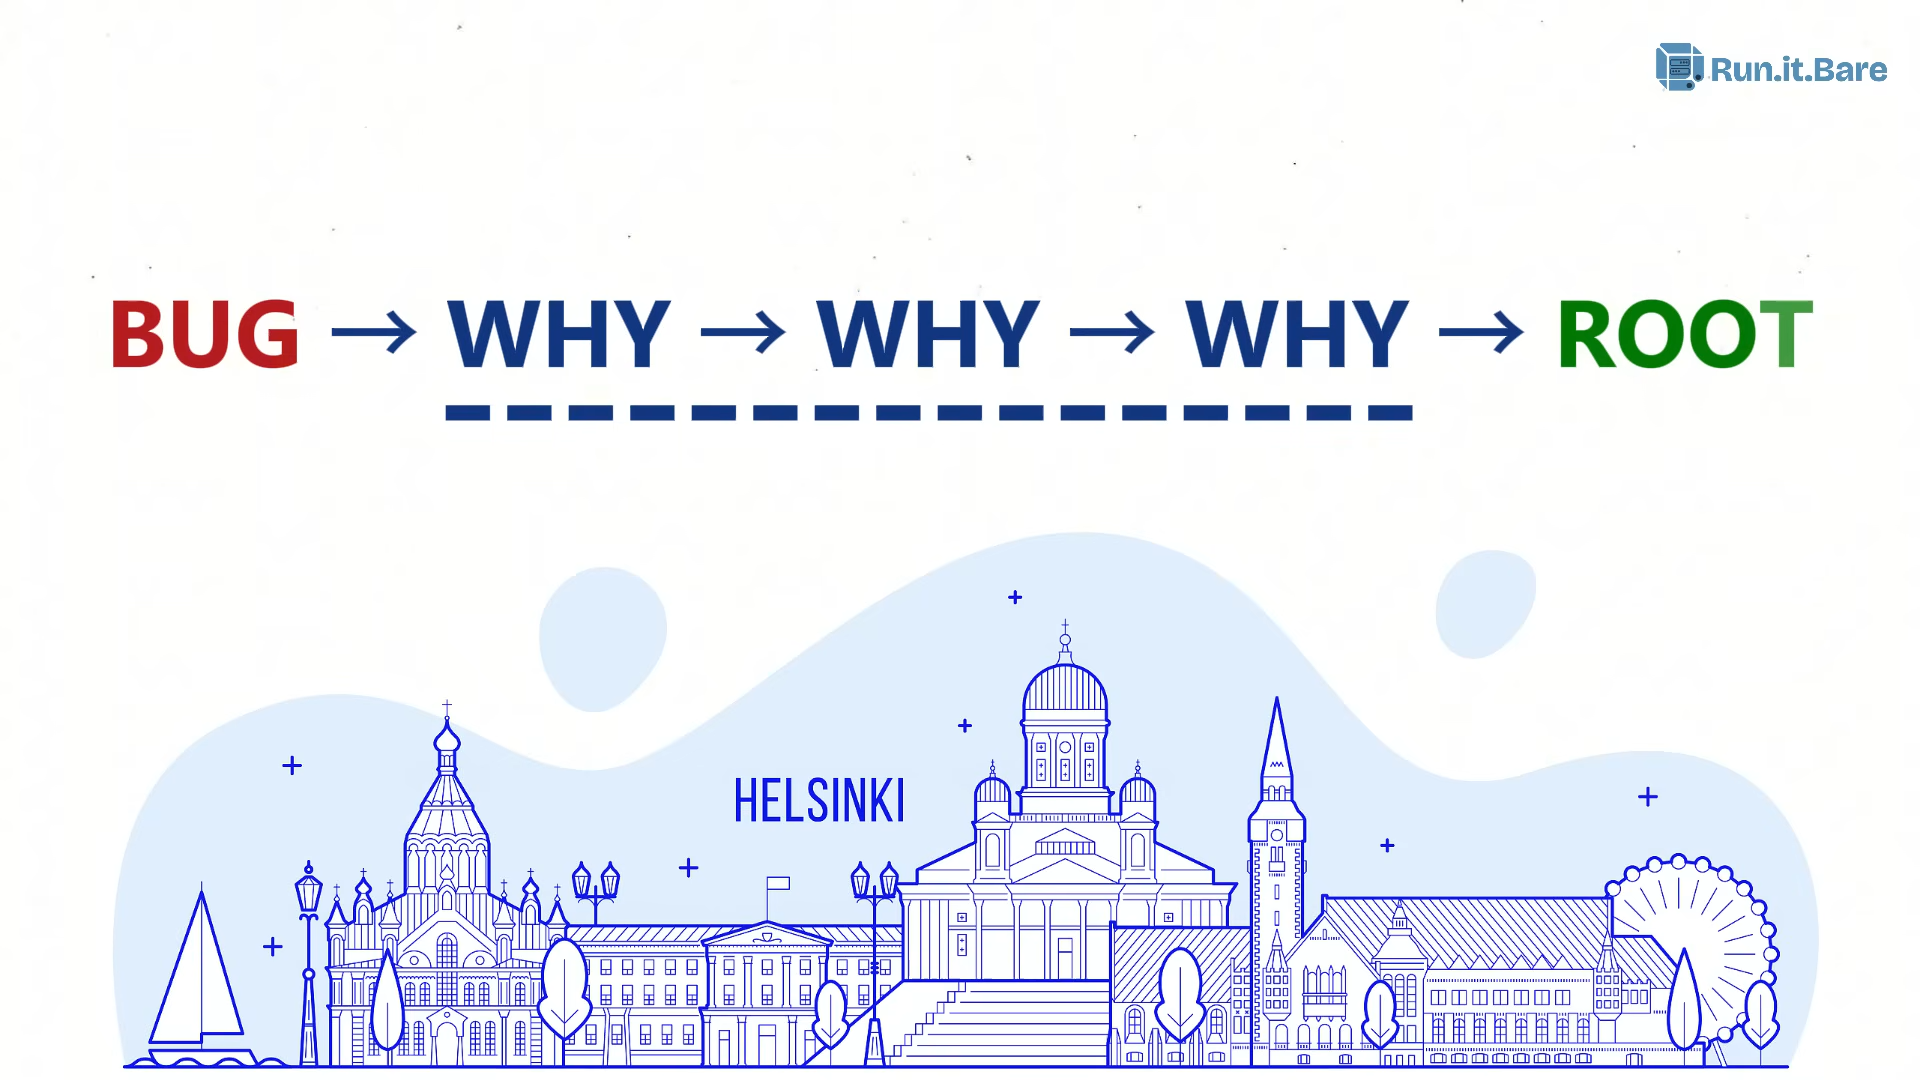 Run.it.Bare
BUG → WHY → WHY → WHY → ROOT
HELSINKI